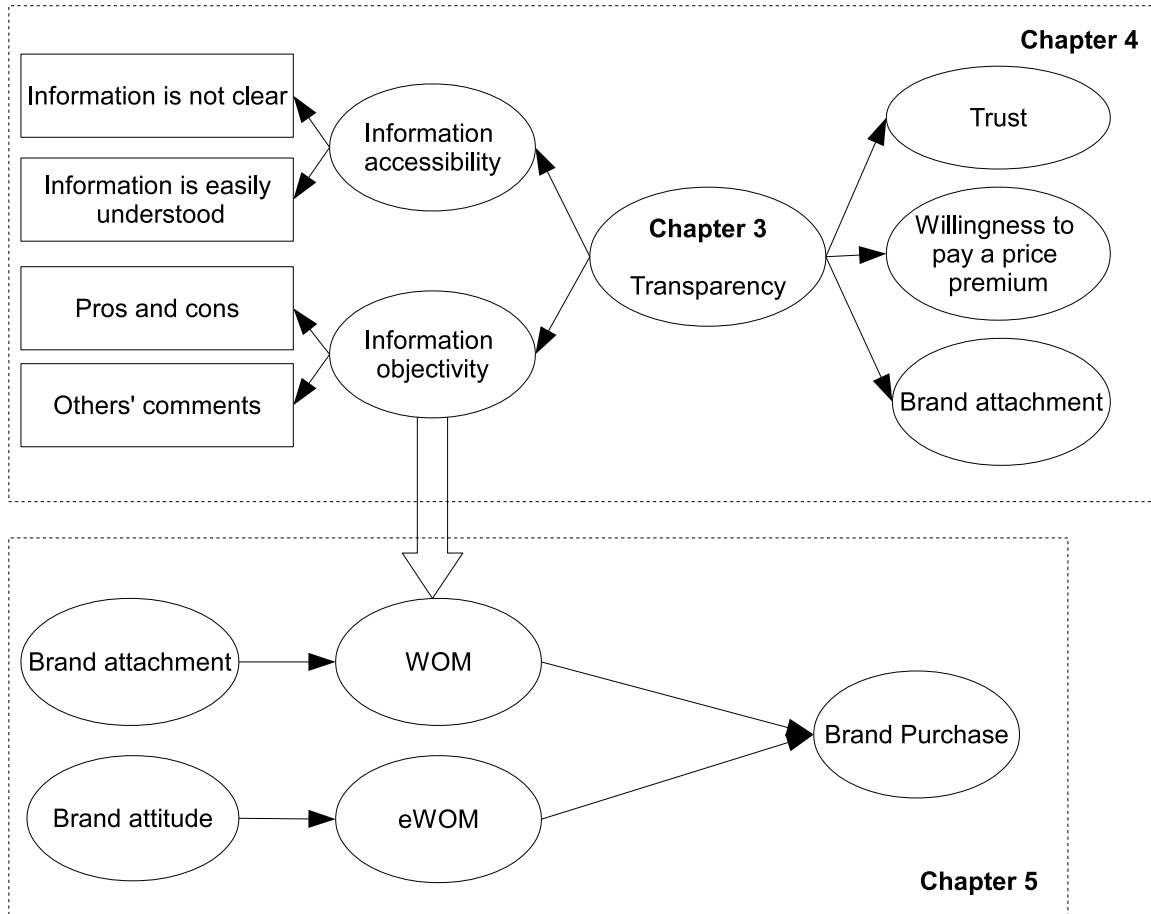 Chapter 4
Information is not clear
Information
accessibility
Trust
Information is easily
understood
Chapter 3
Transparency
Willingness to
pay a price
premium
Pros and cons
Information
objectivity
Others' comments
Brand attachment
Brand attachment
WOM
Brand Purchase
Brand attitude
eWOM
Chapter 5